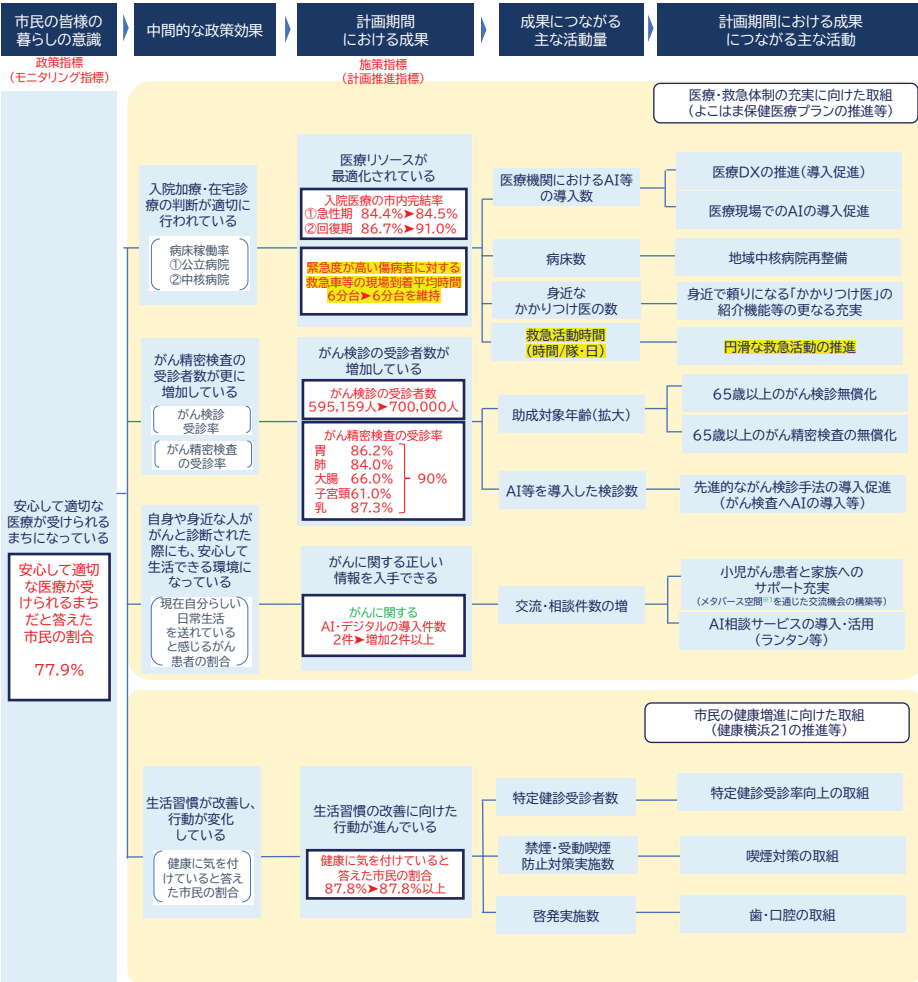 市民の皆様の
暮らしの意識
中間的な政策効果
計画期間
における成果
成果につながる
主な活動量
計画期間における成果
につながる主な活動
政策指標
(モニタリング指標)
施策指標
(計画推進指標)
安心して適切な
医療が受けられる
まちになっている
安心して適切
な医療が受
けられるまち
だと答えた
市民の割合
77.9%
医療・救急体制の充実に向けた取組
(よこはま保健医療プランの推進等)
入院加療・在宅診
療の判断が適切に
行われている
病床稼働率
①公立病院
②中核病院
医療リソースが
最適化されている
入院医療の市内完結率
①急性期 84.4%➤84.5%
②回復期 86.7%➤91.0%
緊急度が高い傷病者に対する
救急車等の現場到着平均時間
6分台➤6分台を維持
医療機関におけるAI等
の導入数
医療DXの推進(導入促進)
医療現場でのAIの導入促進
病床数
地域中核病院再整備
身近な
かかりつけ医の数
身近で頼りになる「かかりつけ医」の
紹介機能等の更なる充実
救急活動時間
(時間/隊・日)
円滑な救急活動の推進
がん精密検査の
受診者数が更に
増加している
がん検診
受診率
がん精密検査
の受診率
がん検診の受診者数が
増加している
がん検診の受診者数
595,159人➤700,000人
がん精密検査の受診率
胃 86.2%
肺 84.0%
大腸 66.0%
子宮頸61.0%
乳 87.3%
90%
助成対象年齢(拡大)
65歳以上のがん検診無償化
65歳以上のがん精密検査の無償化
AI等を導入した検診数
先進的ながん検診手法の導入促進
(がん検査へAIの導入等)
自身や身近な人が
がんと診断された
際にも、安心して
生活できる環境に
なっている
現在自分らしい
日常生活
を送れている
と感じるがん
患者の割合
がんに関する正しい
情報を入手できる
がんに関する
AI・デジタルの導入件数
2件➤増加2件以上
交流・相談件数の増
小児がん患者と家族への
サポート充実
(メタバース空間※1を通じた交流機会の構築等)
AI相談サービスの導入・活用
(ランタン等)
市民の健康増進に向けた取組
(健康横浜21の推進等)
生活習慣が改善し、
行動が変化
している
健康に気を付
けていると答え
た市民の割合
生活習慣の改善に向けた
行動が進んでいる
健康に気を付けていると
答えた市民の割合
87.8%➤87.8%以上
特定健診受診者数
特定健診受診率向上の取組
禁煙・受動喫煙
防止対策実施数
喫煙対策の取組
啓発実施数
歯・口腔の取組